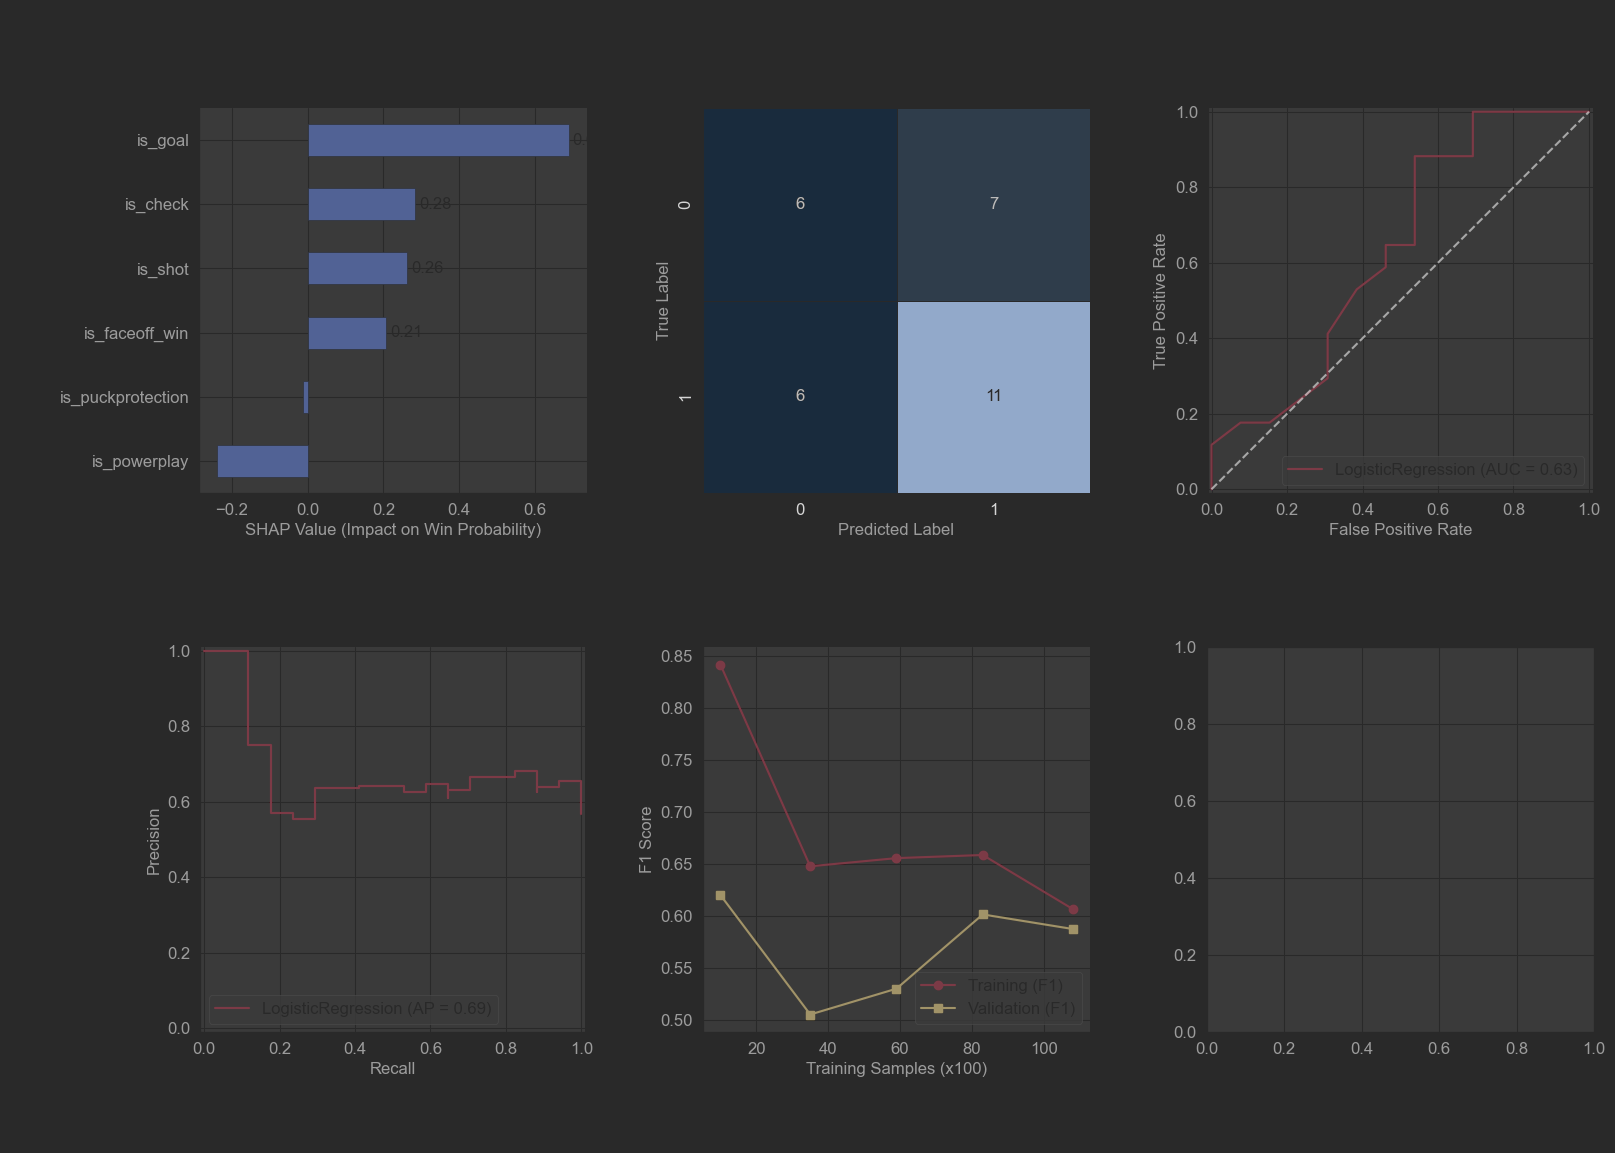 is_goal
is_check
is_shot
is_faceoff_win
is_puckprotection
is_powerplay
0.
0.28
0.26
0.21
−0.2 0.0 0.2 0.4 0.6
SHAP Value (Impact on Win Probability)
True Label
0
1
6 7
6 11
0 1
Predicted Label
True Positive Rate
1.0
0.8
0.6
0.4
0.2
0.0
LogisticRegression (AUC = 0.63)
0.0 0.2 0.4 0.6 0.8 1.0
False Positive Rate
Precision
1.0
0.8
0.6
0.4
0.2
0.0
LogisticRegression (AP = 0.69)
0.0 0.2 0.4 0.6 0.8 1.0
Recall
F1 Score
0.85
0.80
0.75
0.70
0.65
0.60
0.55
0.50
Training (F1)
Validation (F1)
20 40 60 80 100
Training Samples (x100)
1.0
0.8
0.6
0.4
0.2
0.0
0.0 0.2 0.4 0.6 0.8 1.0